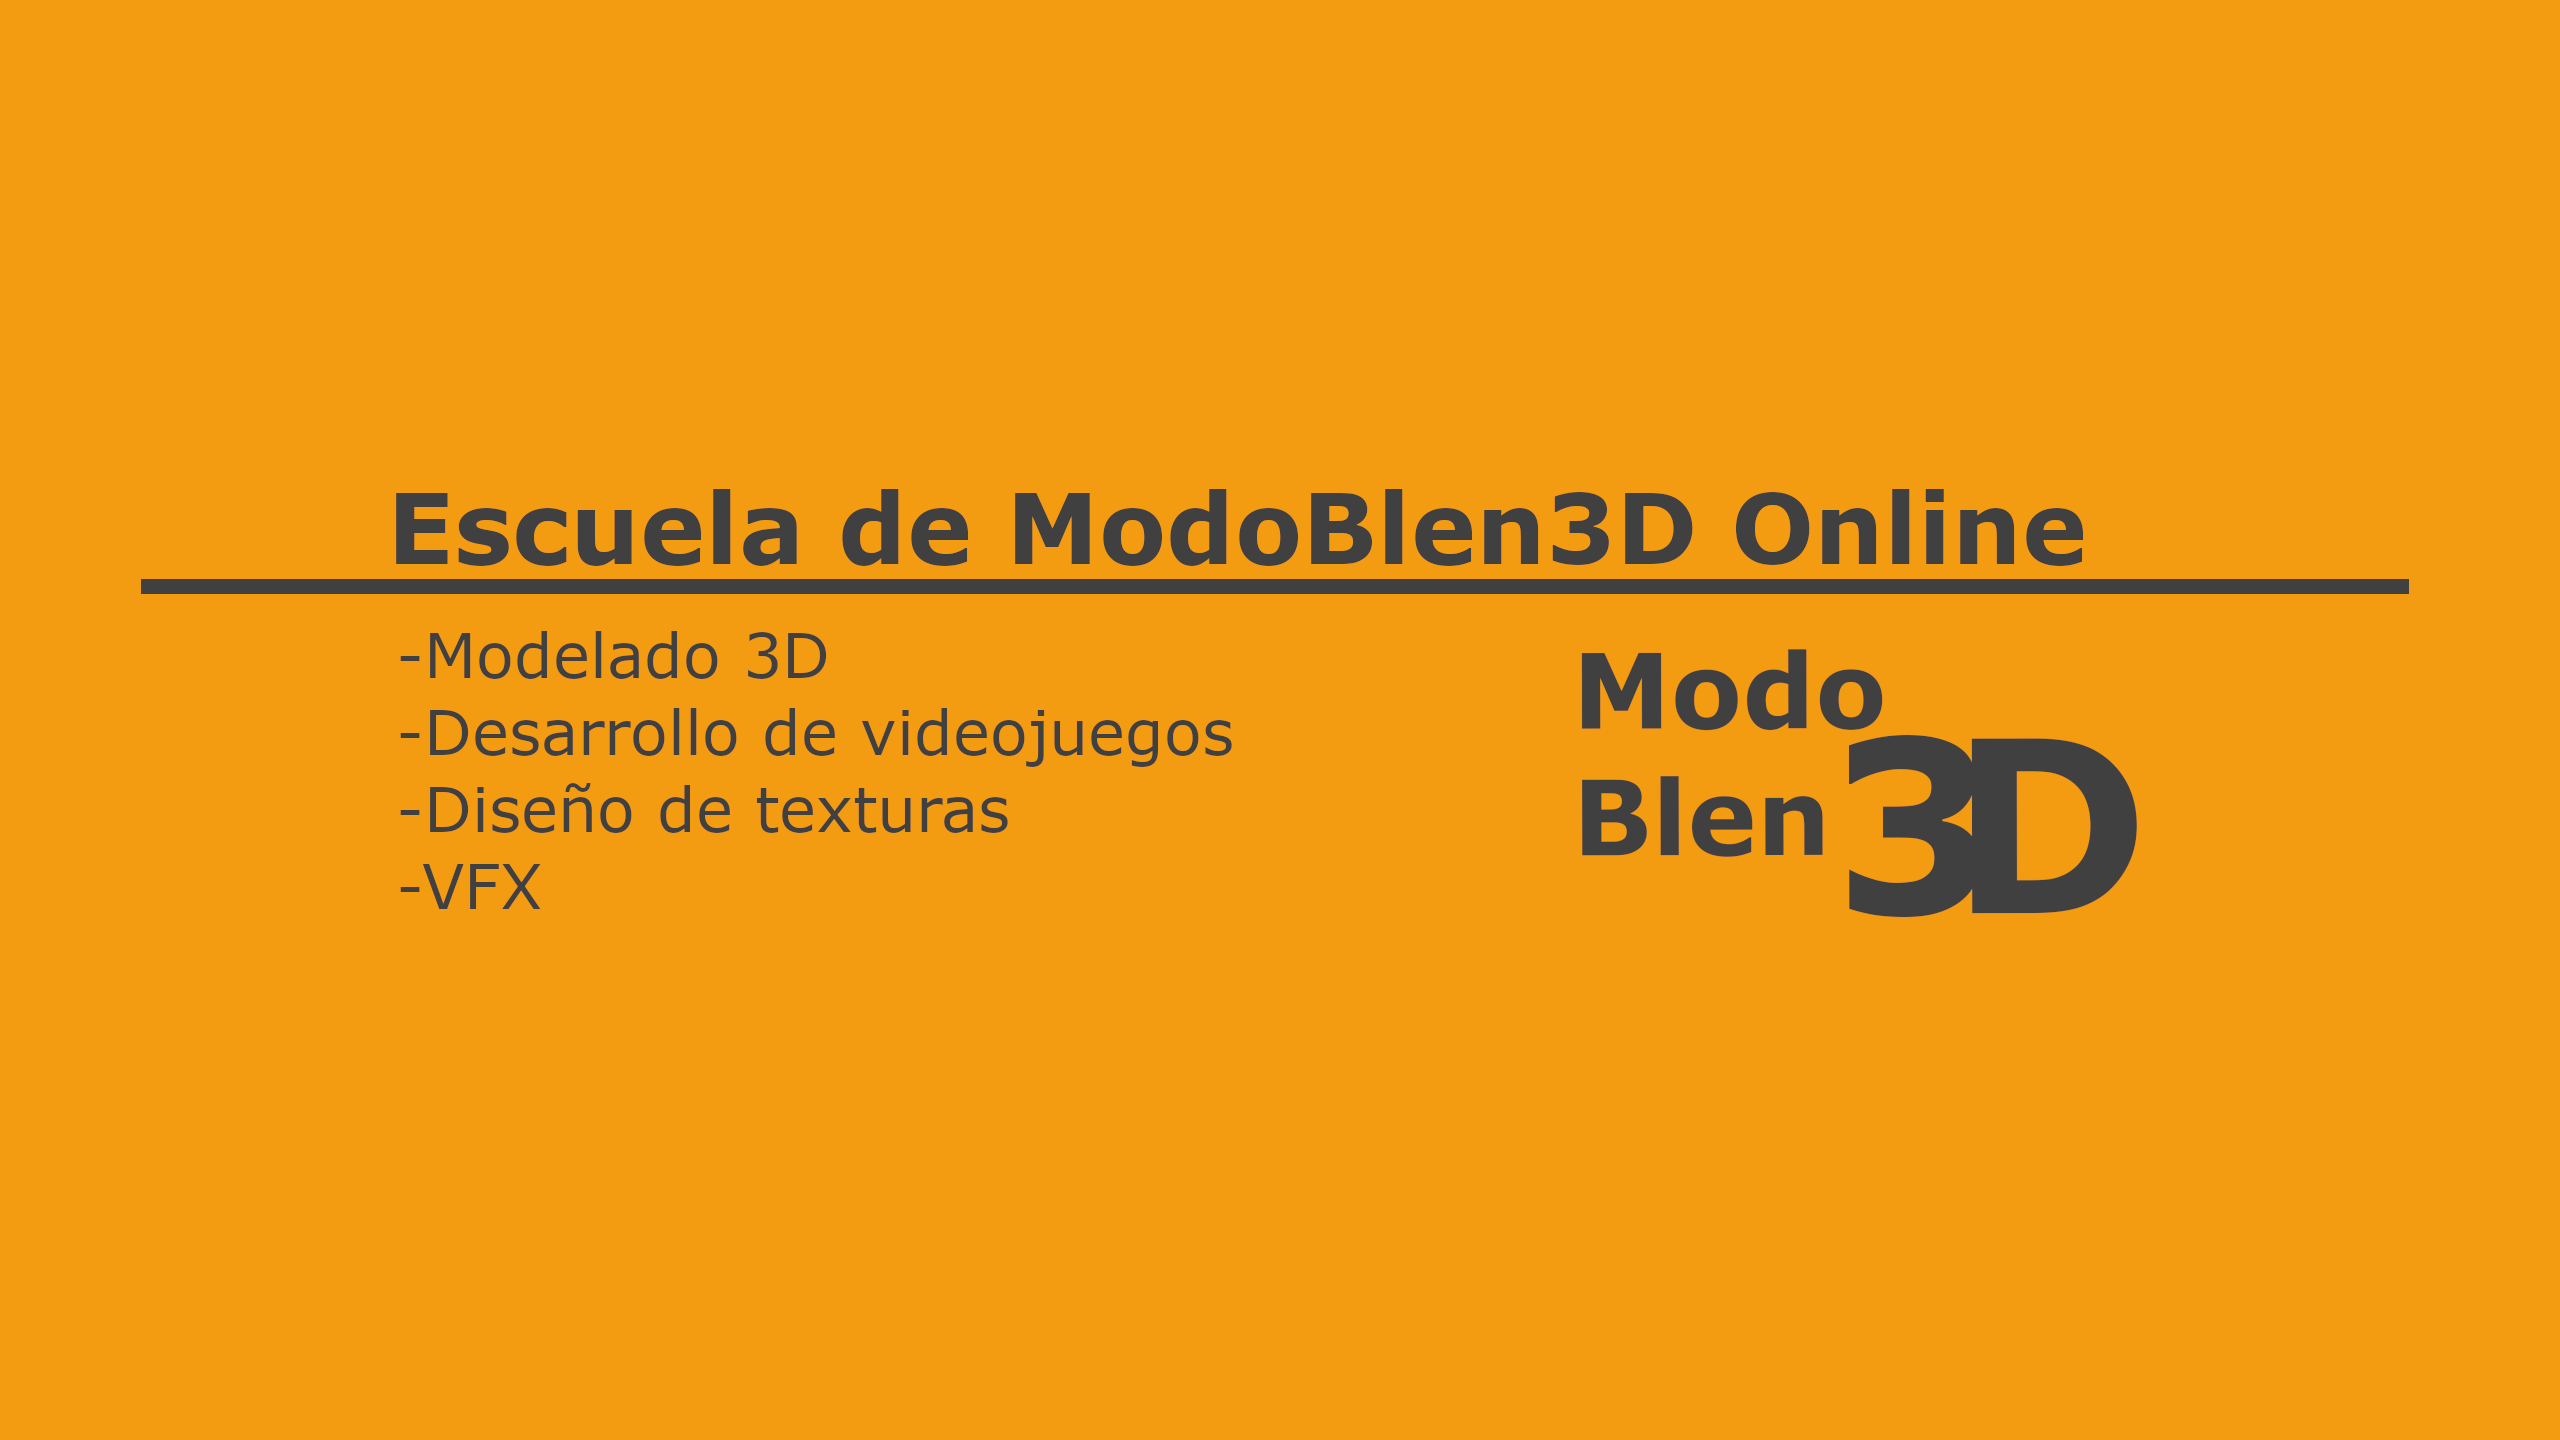 Escuela de ModoBlen3D Online
-Modelado 3D
-Desarrollo de videojuegos
-Diseño de texturas
-VFX
Modo
Blen
3D